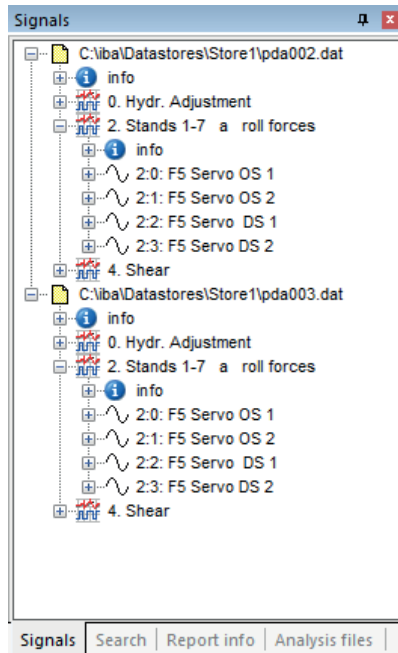 Signals
C:\iba\Datastores\Store1\pda002.dat
info
0. Hydr. Adjustment
2. Stands 1-7 a roll forces
info
2:0: F5 Servo OS 1
2:1: F5 Servo OS 2
2:2: F5 Servo DS 1
2:3: F5 Servo DS 2
4. Shear
C:\iba\Datastores\Store1\pda003.dat
info
0. Hydr. Adjustment
2. Stands 1-7 a roll forces
info
2:0: F5 Servo OS 1
2:1: F5 Servo OS 2
2:2: F5 Servo DS 1
2:3: F5 Servo DS 2
4. Shear
Signals Search Report info Analysis files